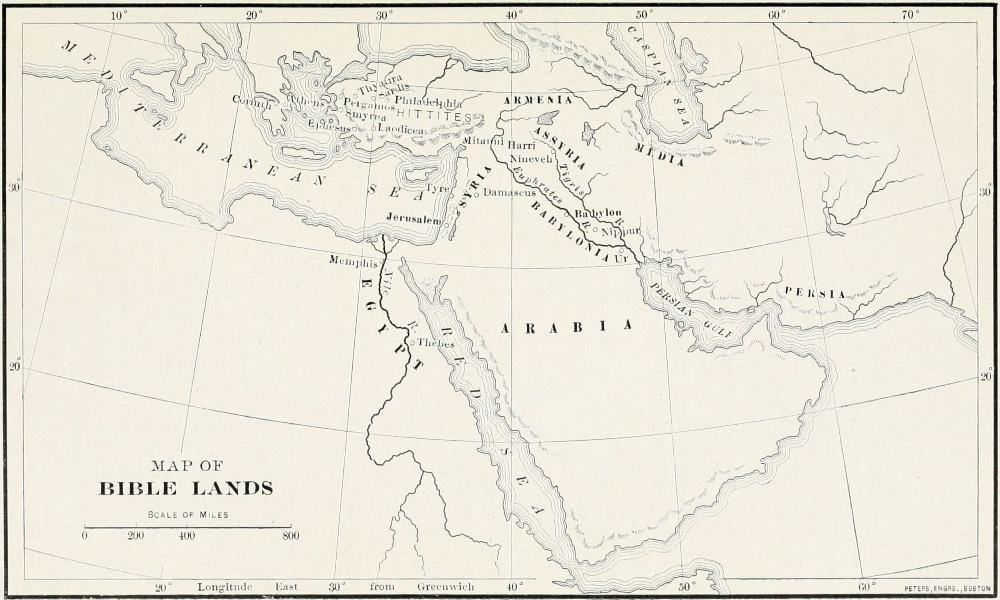 10° 20° 30° 40° 50° 60° 70°
MEDITERRANEAN SEA
CASPIAN SEA
Thyatira
Sardis
Corinth
Athens
Pergamos
Philadelphia
Smyrna
HITTITES
Ephesus
Laodicea
ARMENIA
ASSYRIA
MEDIA
Mitanni
Harri
Nineveh
Tigris
R.
Euphrates
R.
30°
30°
SYRIA
Tyre
Damascus
Jerusalem
Babylon
Nippur
BABYLONIA
Ur
Memphis
Nile
R.
EGYPT
Thebes
PERSIAN GULF
PERSIA
ARABIA
RED SEA
20°
20°
MAP OF
BIBLE LANDS
SCALE OF MILES
0 200 400 800
20° Longitude East 30° from Greenwich 40° 50° 60°
PETERS, ENGRS., BOSTON